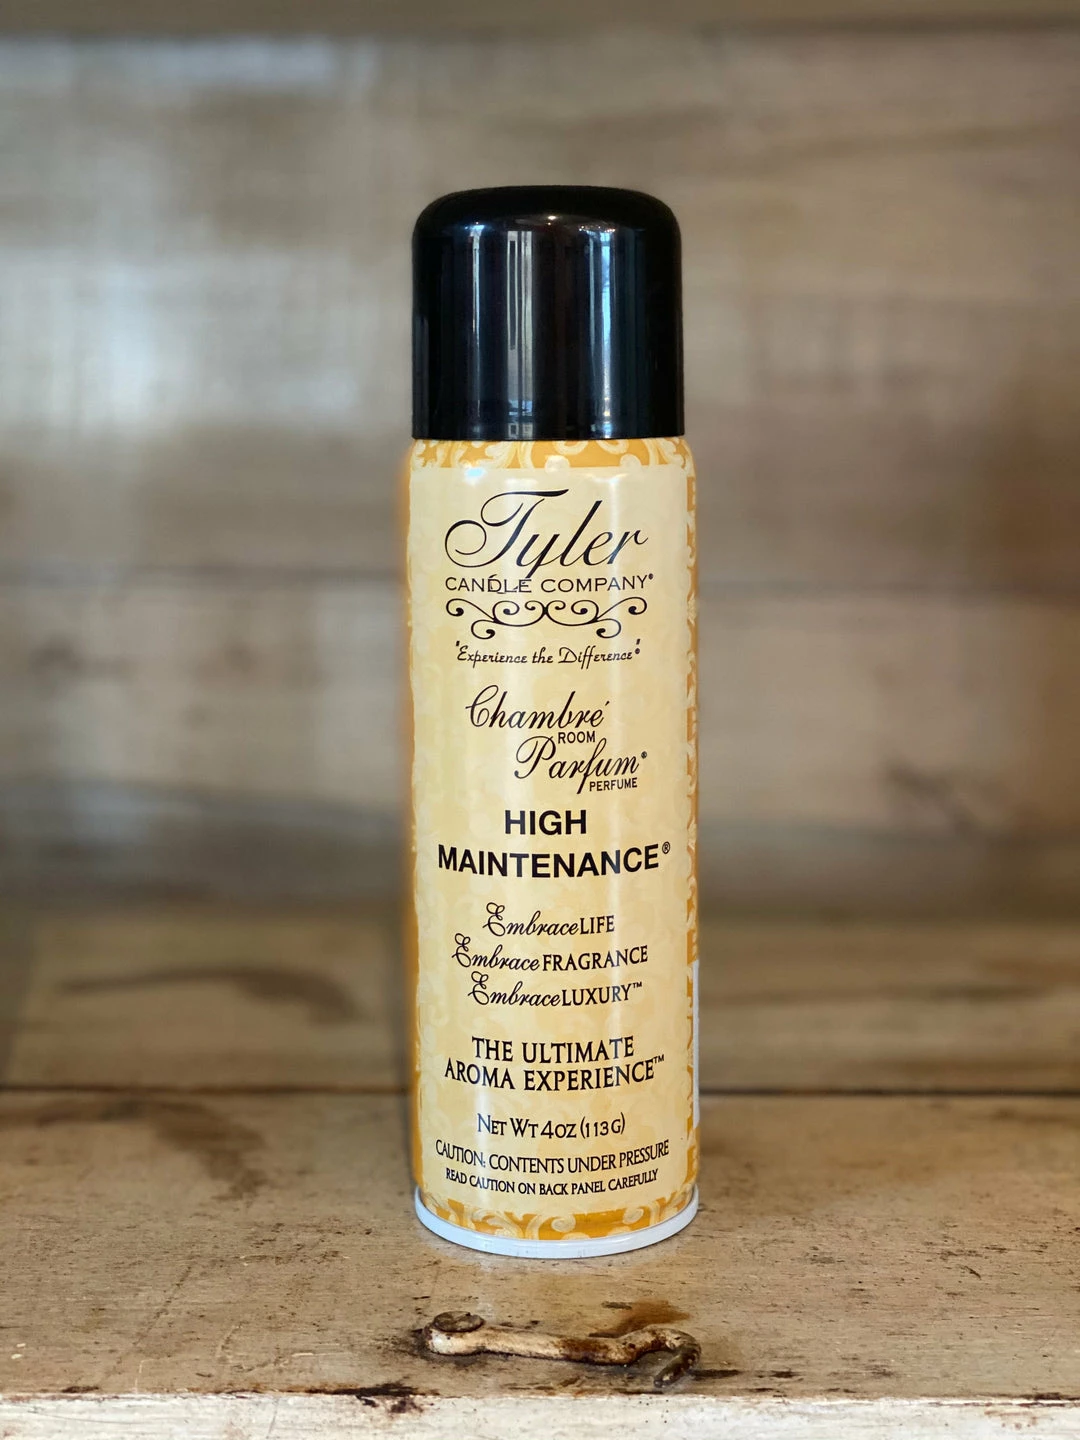 Tyler
CANDLE COMPANY®
"Experience the Difference"®
Chambré
ROOM
Parfum®
PERFUME
HIGH
MAINTENANCE®
EmbraceLIFE
EmbraceFRAGRANCE
EmbraceLUXURY™
THE ULTIMATE
AROMA EXPERIENCE™
NET WT 4OZ (113G)
CAUTION: CONTENTS UNDER PRESSURE
READ CAUTION ON BACK PANEL CAREFULLY